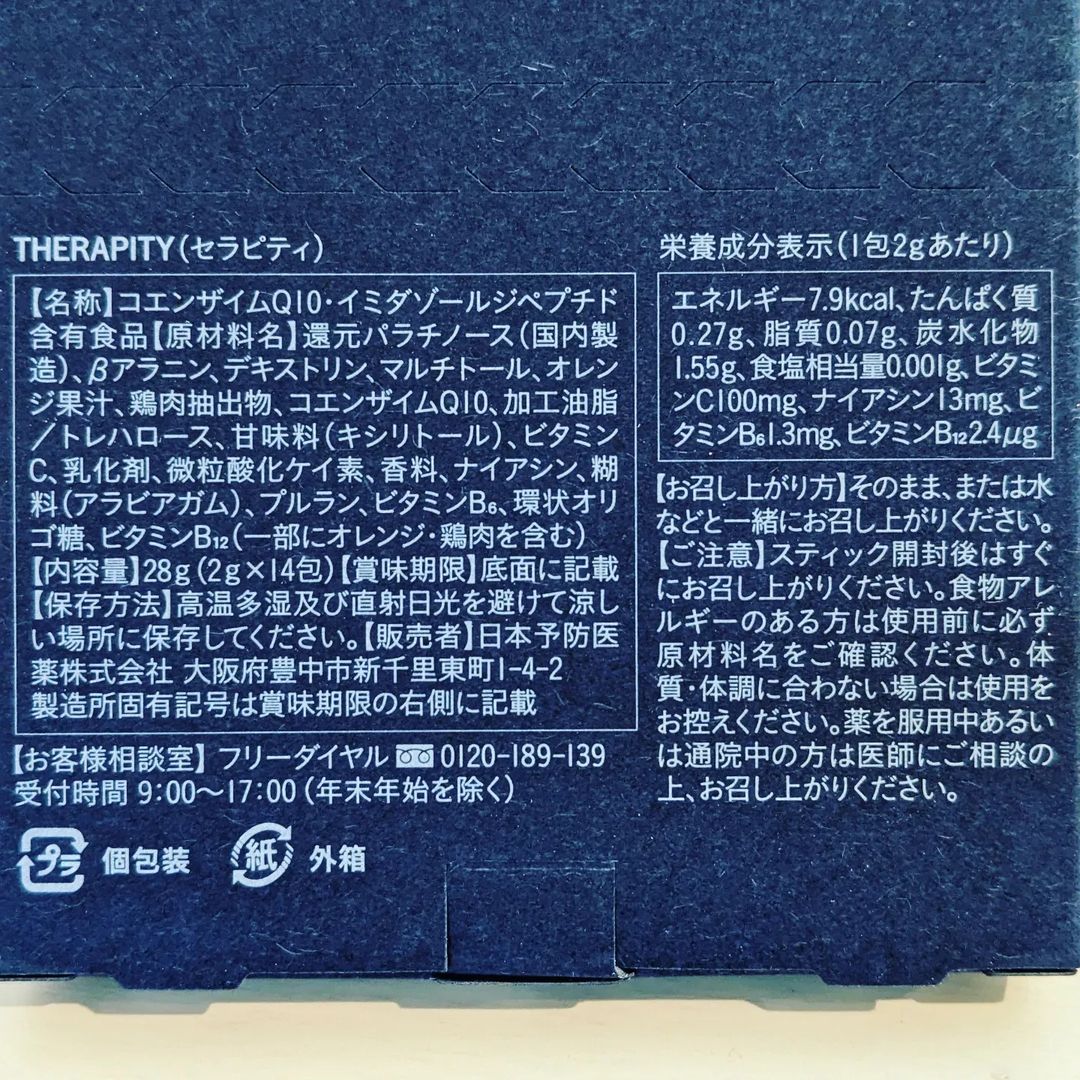 THERAPITY(セラピティ)
【名称】コエンザイムQ10・イミダゾールジペプチド
含有食品【原材料名】還元パラチノース(国内製
造)、βアラニン、デキストリン、マルチトール、オレン
ジ果汁、鶏肉抽出物、コエンザイムQ10、加工油脂
/トレハロース、甘味料(キシリトール)、ビタミン
C、乳化剤、微粒酸化ケイ素、香料、ナイアシン、糊
料(アラビアガム)、プルラン、ビタミンB₆、環状オリ
ゴ糖、ビタミンB₁₂(一部にオレンジ・鶏肉を含む)
【内容量】28g(2g×14包)【賞味期限】底面に記載
【保存方法】高温多湿及び直射日光を避けて涼し
い場所に保存してください。【販売者】日本予防医
薬株式会社 大阪府豊中市新千里東町1-4-2
製造所固有記号は賞味期限の右側に記載
【お客様相談室】フリーダイヤル 0120-189-139
受付時間 9:00〜17:00(年末年始を除く)
プラ 個包装 紙 外箱
栄養成分表示(1包2gあたり)
エネルギー7.9kcal、たんぱく質
0.27g、脂質0.07g、炭水化物
1.55g、食塩相当量0.001g、ビタミ
ンC100mg、ナイアシン13mg、ビ
タミンB₆1.3mg、ビタミンB₁₂2.4μg
【お召し上がり方】そのまま、または水
などと一緒にお召し上がりください。
【ご注意】スティック開封後はすぐ
にお召し上がりください。食物アレ
ルギーのある方は使用前に必ず
原材料名をご確認ください。体
質・体調に合わない場合は使用を
お控えください。薬を服用中あるい
は通院中の方は医師にご相談の
上、お召し上がりください。